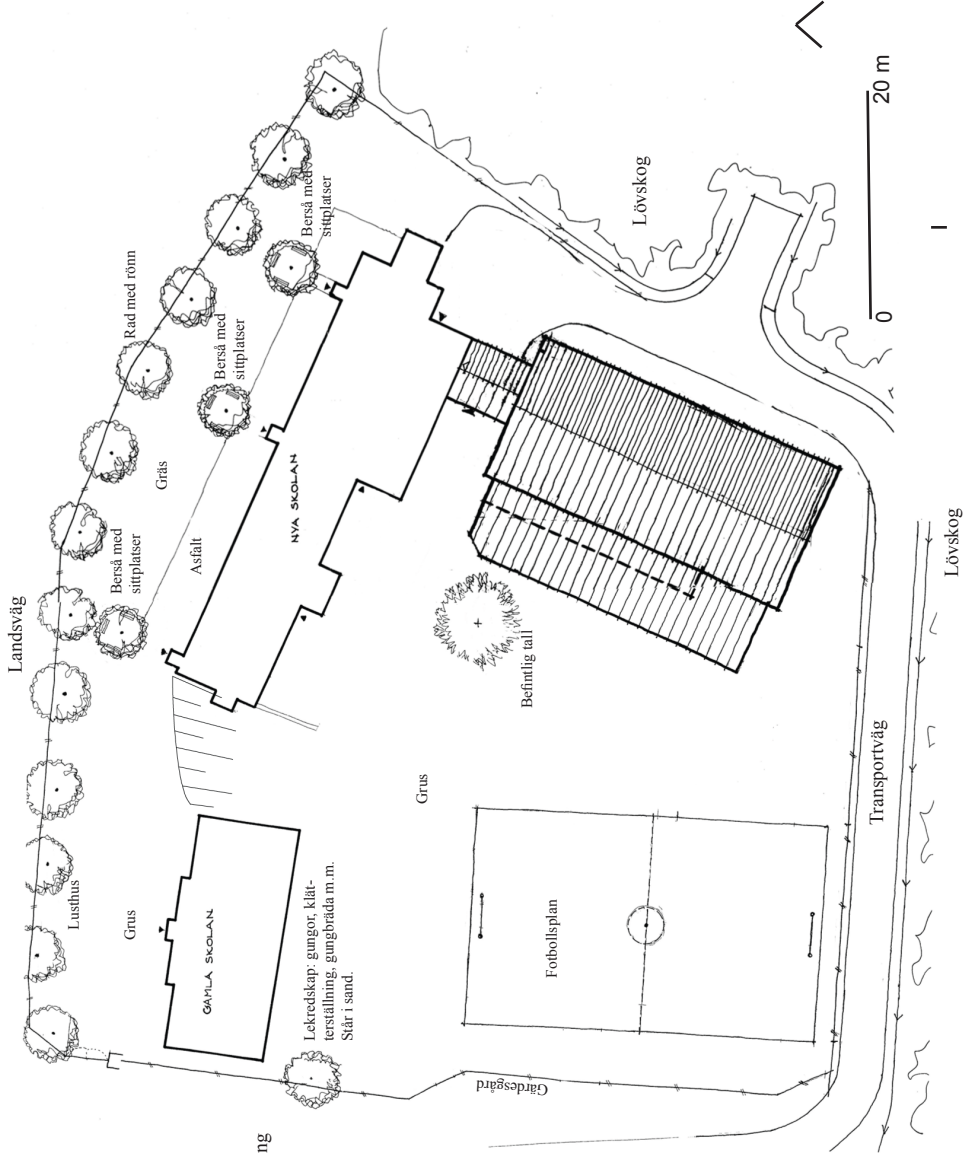 Landsväg
Rad med rönn
Berså med
sittplatser
Berså med
sittplatser
Berså med
sittplatser
Gräs
Asfalt
NYA SKOLAN
Lövskog
20 m
0
Befintlig tall
Lusthus
Grus
GAMLA SKOLAN
Grus
Lekredskap: gungor, klät-
terställning, gungbräda m.m.
Står i sand.
Fotbollsplan
Transportväg
Lövskog
Gärdesgård
ng